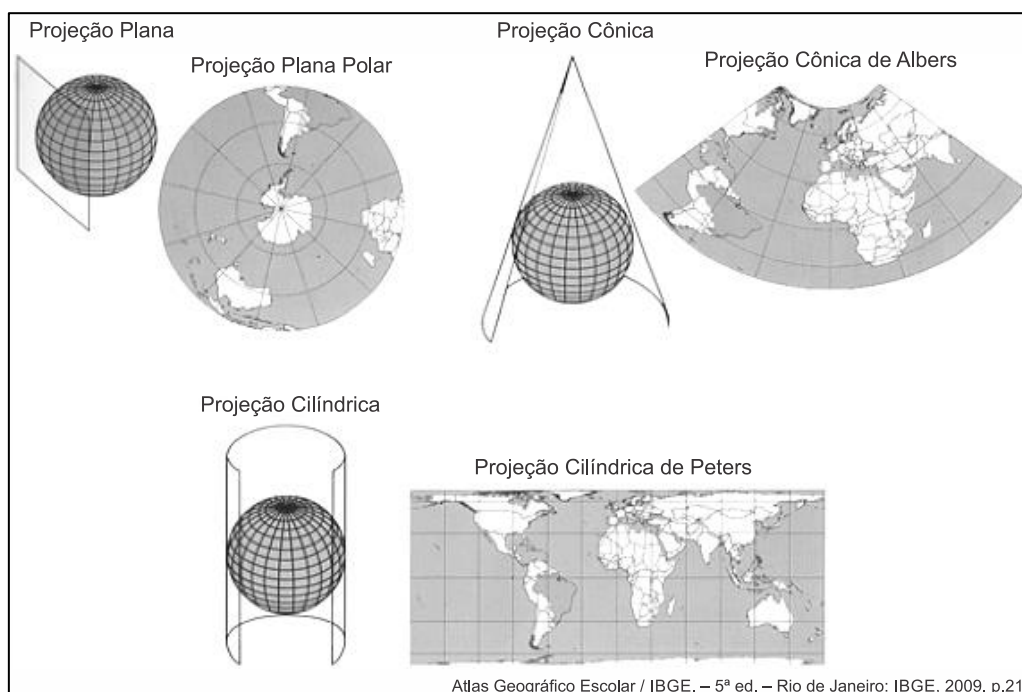 Projeção Plana
Projeção Plana Polar
Projeção Cônica
Projeção Cônica de Albers
Projeção Cilíndrica
Projeção Cilíndrica de Peters
Atlas Geográfico Escolar / IBGE. – 5ª ed. – Rio de Janeiro: IBGE, 2009, p.21